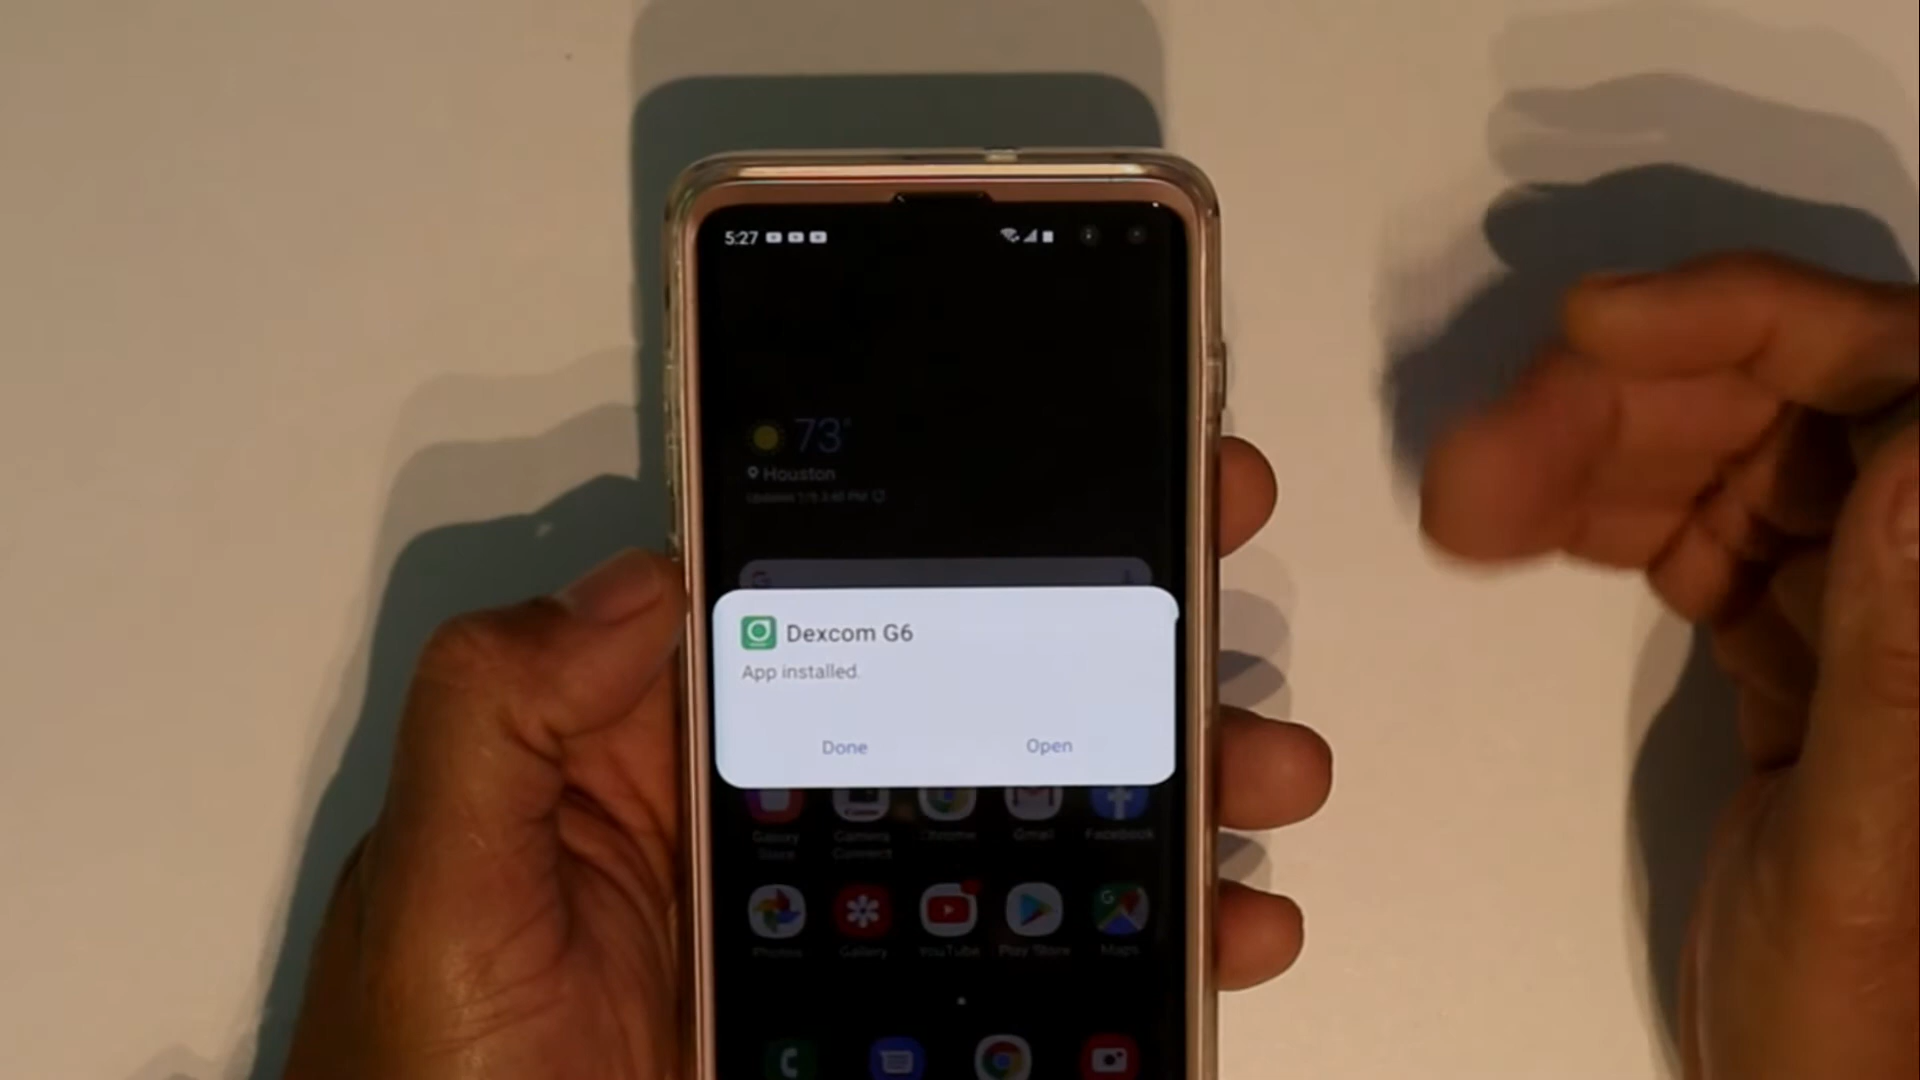 5:27
73°
Houston
Dexcom G6
App installed.
Done
Open
Galaxy Store
Camera Connect
Chrome
Gmail
Facebook
Photos
Gallery
YouTube
Play Store
Maps